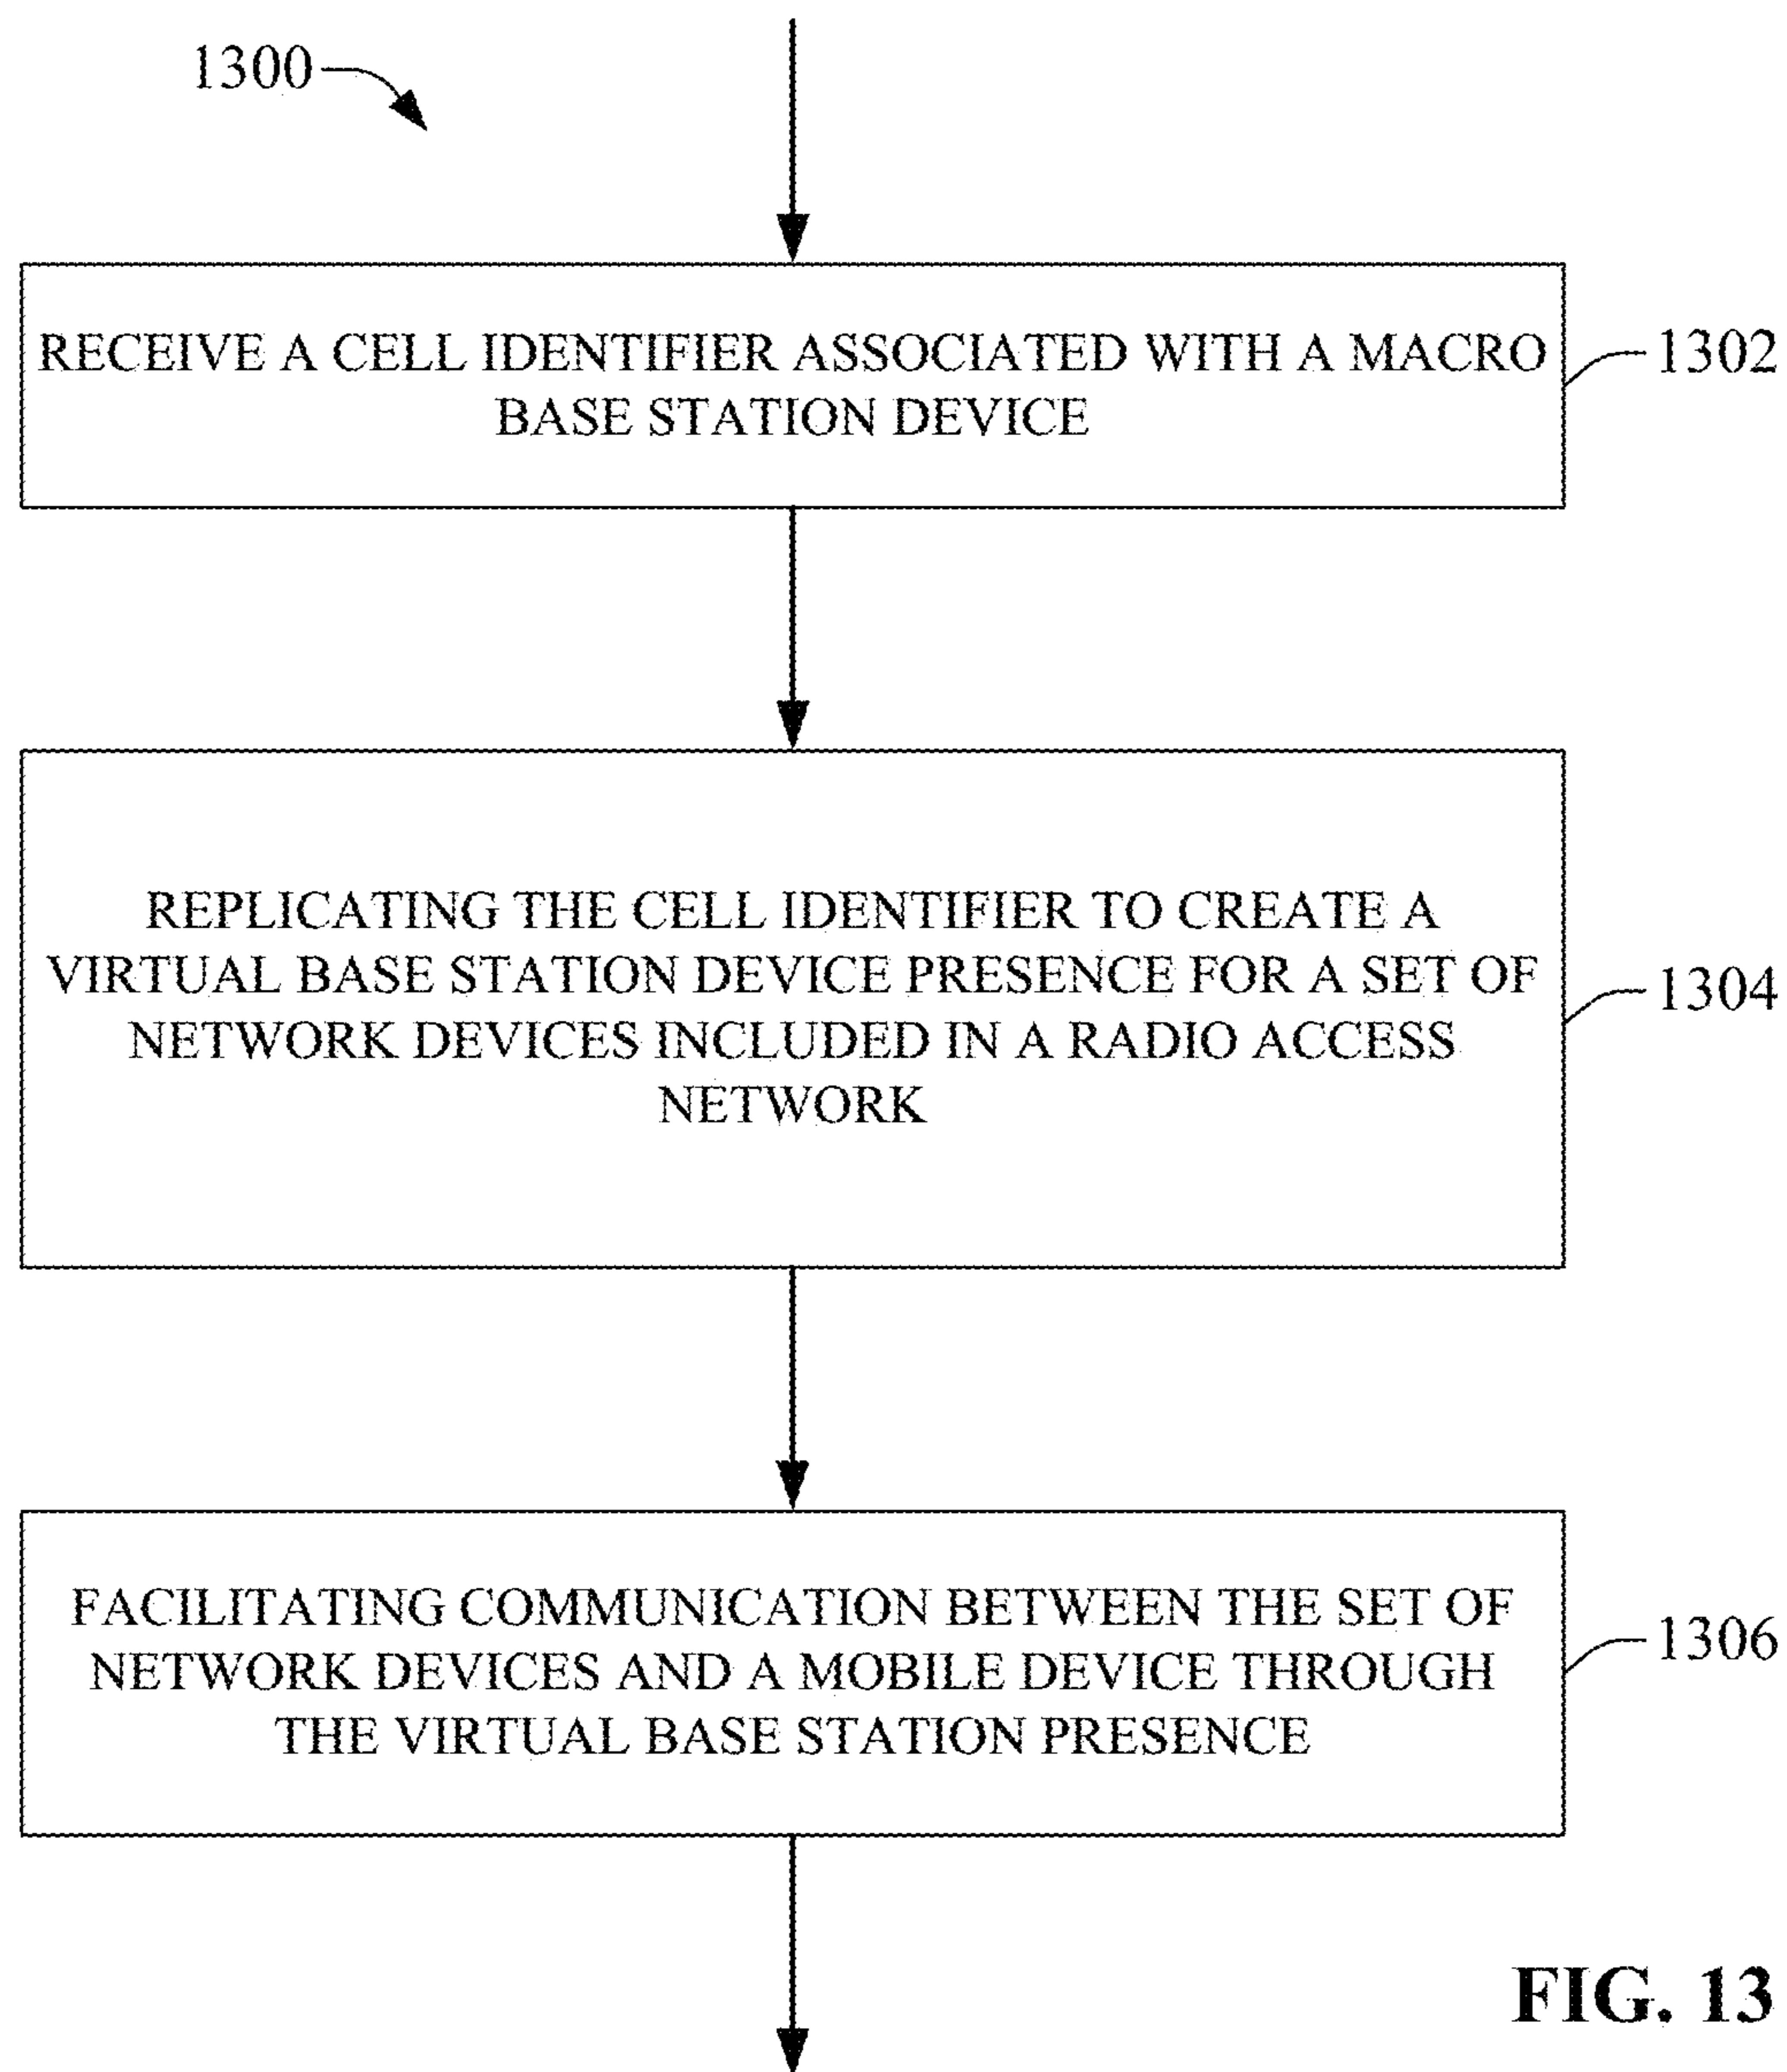 1300
RECEIVE A CELL IDENTIFIER ASSOCIATED WITH A MACRO
BASE STATION DEVICE
1302
REPLICATING THE CELL IDENTIFIER TO CREATE A
VIRTUAL BASE STATION DEVICE PRESENCE FOR A SET OF
NETWORK DEVICES INCLUDED IN A RADIO ACCESS
NETWORK
1304
FACILITATING COMMUNICATION BETWEEN THE SET OF
NETWORK DEVICES AND A MOBILE DEVICE THROUGH
THE VIRTUAL BASE STATION PRESENCE
1306
FIG. 13